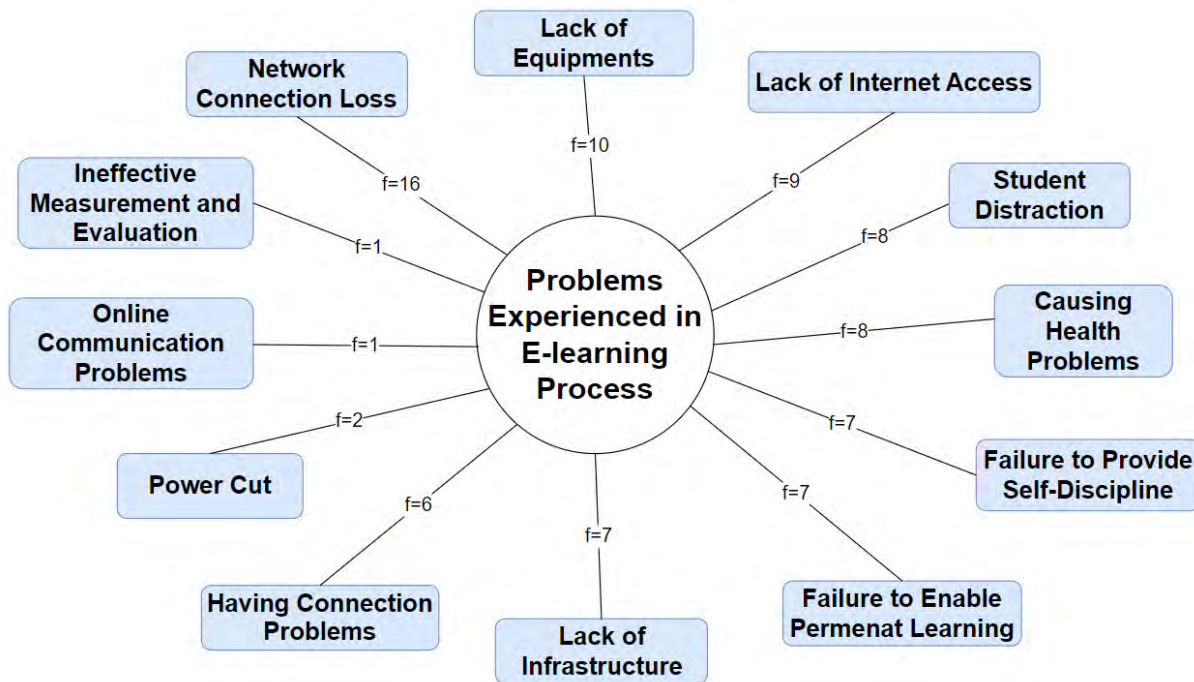 Lack of
Equipments
Network
Connection Loss
Lack of Internet Access
f=10
f=16
f=9
Ineffective
Measurement and
Evaluation
Student
Distraction
f=1
f=8
Problems
Experienced in
E-learning
Process
Online
Communication
Problems
f=1
f=8
Causing
Health
Problems
f=2
f=7
Power Cut
Failure to Provide
Self-Discipline
f=6
f=7
f=7
Having Connection
Problems
Lack of
Infrastructure
Failure to Enable
Permenat Learning